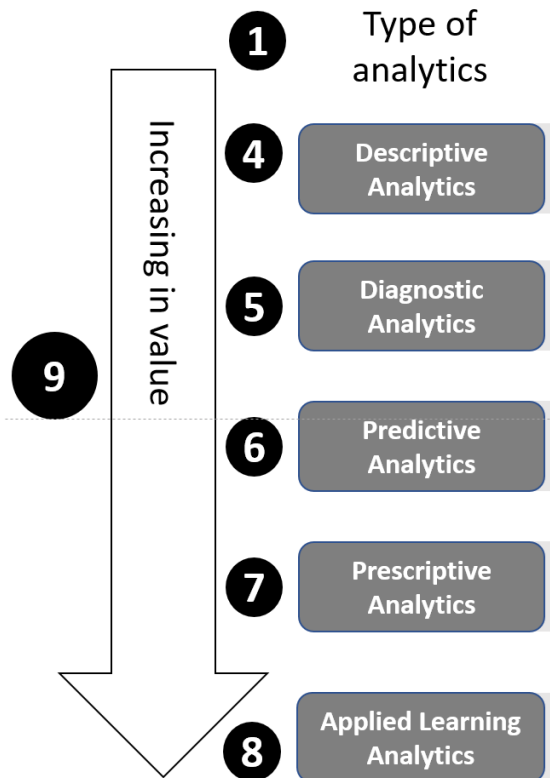 1
Type of
analytics
Increasing in value
4
Descriptive
Analytics
5
Diagnostic
Analytics
9
6
Predictive
Analytics
7
Prescriptive
Analytics
8
Applied Learning
Analytics